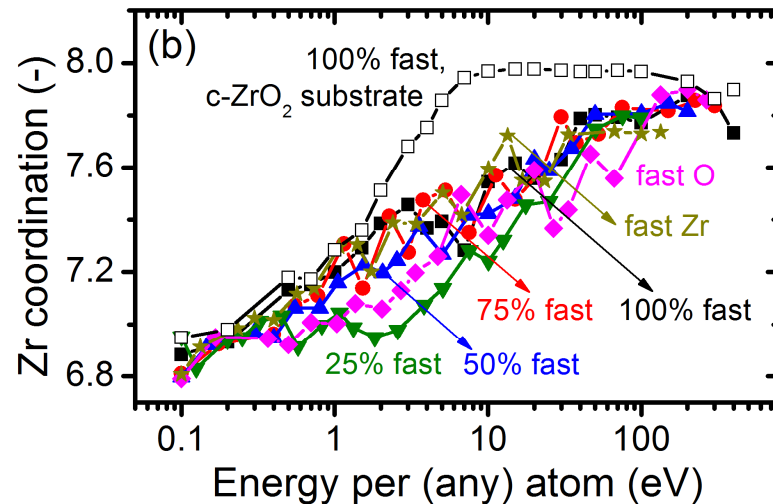 (b)
100% fast,
c-ZrO₂ substrate
8.0
7.6
7.2
6.8
Zr coordination (-)
fast O
fast Zr
100% fast
75% fast
25% fast
50% fast
0.1
1
10
100
Energy per (any) atom (eV)